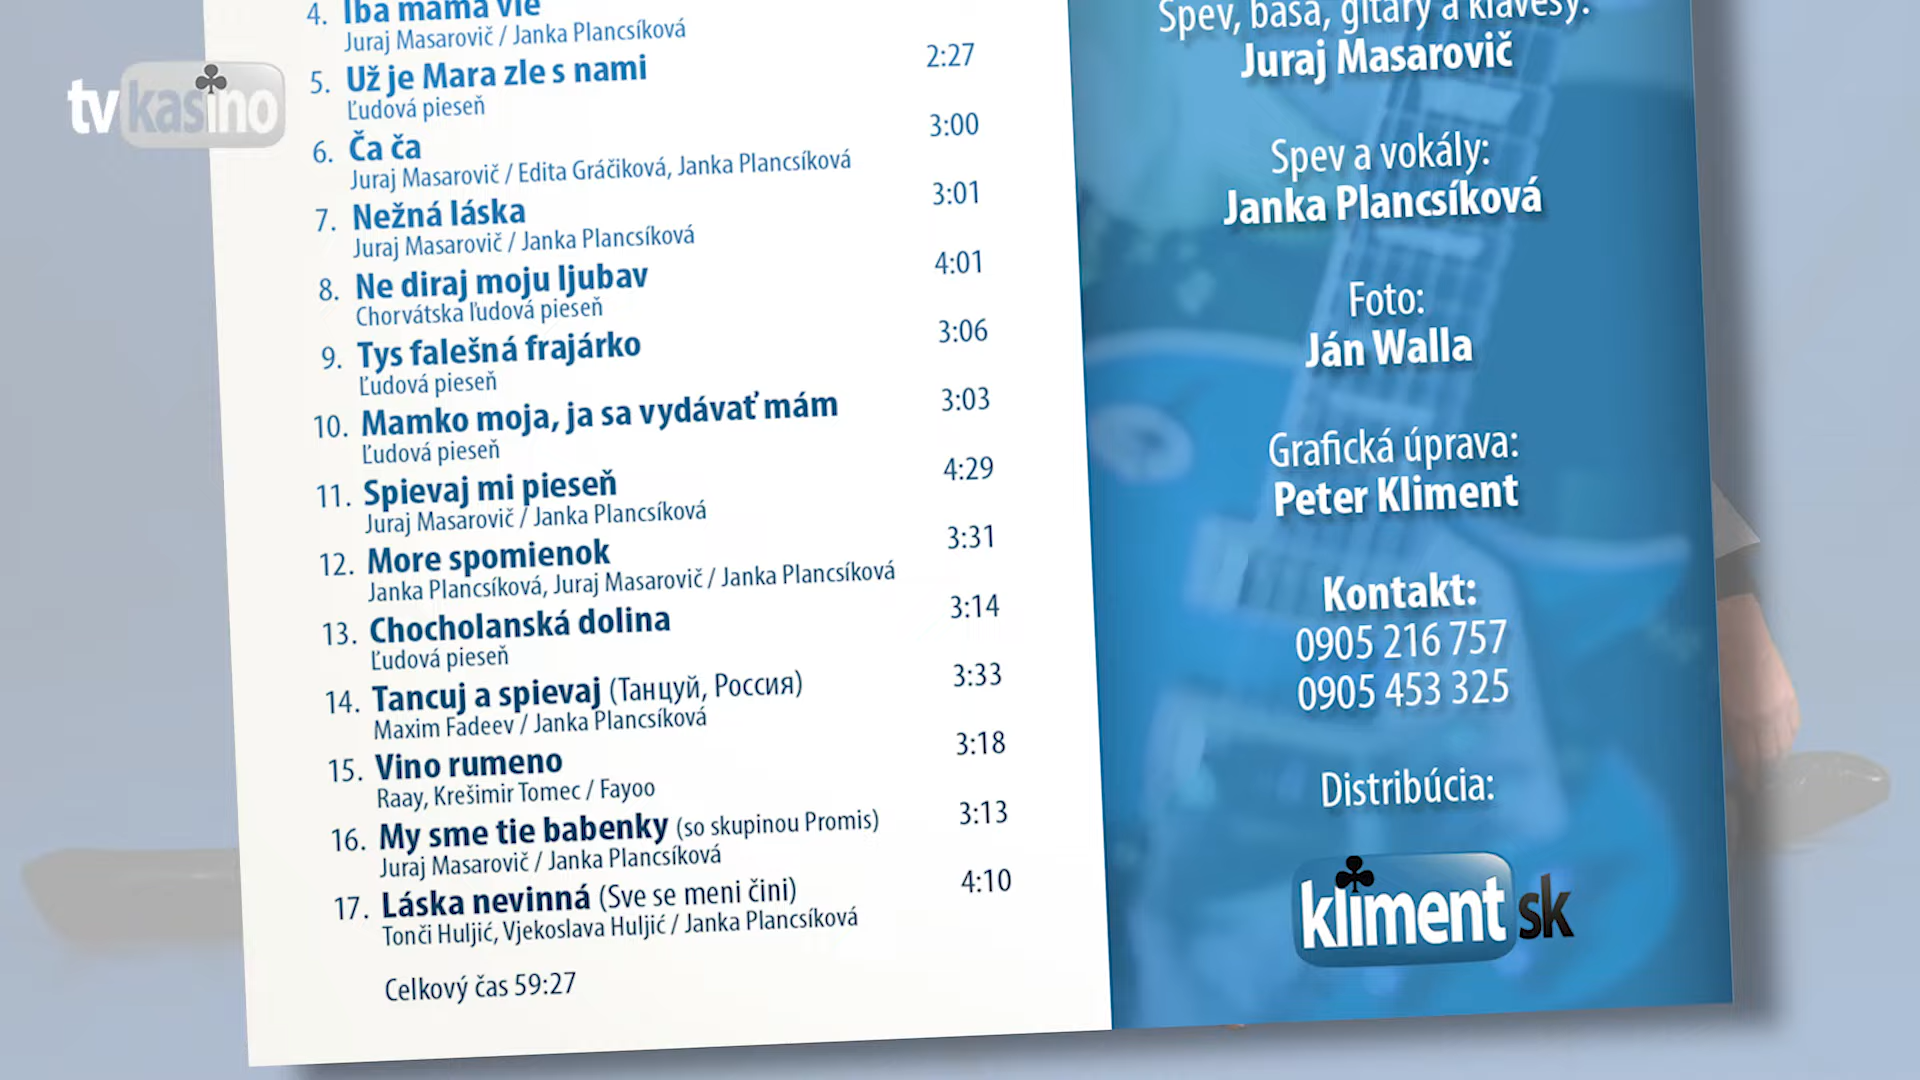 tvkasino
4. Iba mama vie
Juraj Masarovič / Janka Plancsíková
5. Už je Mara zle s nami 2:27
Ľudová pieseň
6. Ča ča 3:00
Juraj Masarovič / Edita Gráčiková, Janka Plancsíková
7. Nežná láska 3:01
Juraj Masarovič / Janka Plancsíková
8. Ne diraj moju ljubav 4:01
Chorvátska ľudová pieseň
9. Tys falešná frajárko 3:06
Ľudová pieseň
10. Mamko moja, ja sa vydávať mám 3:03
Ľudová pieseň
11. Spievaj mi pieseň 4:29
Juraj Masarovič / Janka Plancsíková
12. More spomienok 3:31
Janka Plancsíková, Juraj Masarovič / Janka Plancsíková
13. Chocholanská dolina 3:14
Ľudová pieseň
14. Tancuj a spievaj (Танцуй, Россия) 3:33
Maxim Fadeev / Janka Plancsíková
15. Vino rumeno 3:18
Raay, Krešimir Tomec / Fayoo
16. My sme tie babenky (so skupinou Promis) 3:13
Juraj Masarovič / Janka Plancsíková
17. Láska nevinná (Sve se meni čini) 4:10
Tonči Huljić, Vjekoslava Huljić / Janka Plancsíková
Celkový čas 59:27
Spev, basa, gitary a klávesy:
Juraj Masarovič
Spev a vokály:
Janka Plancsíková
Foto:
Ján Walla
Grafická úprava:
Peter Kliment
Kontakt:
0905 216 757
0905 453 325
Distribúcia:
kliment sk